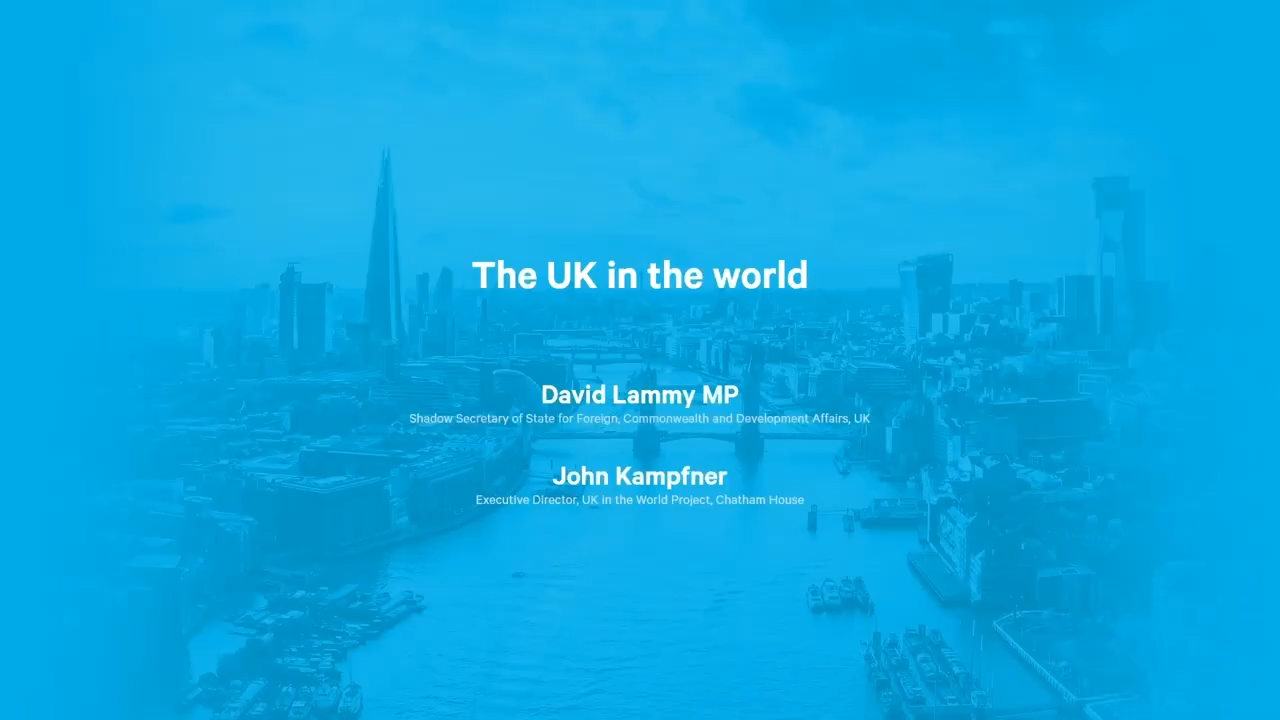 The UK in the world
David Lammy MP
Shadow Secretary of State for Foreign, Commonwealth and Development Affairs, UK
John Kampfner
Executive Director, UK in the World Project, Chatham House